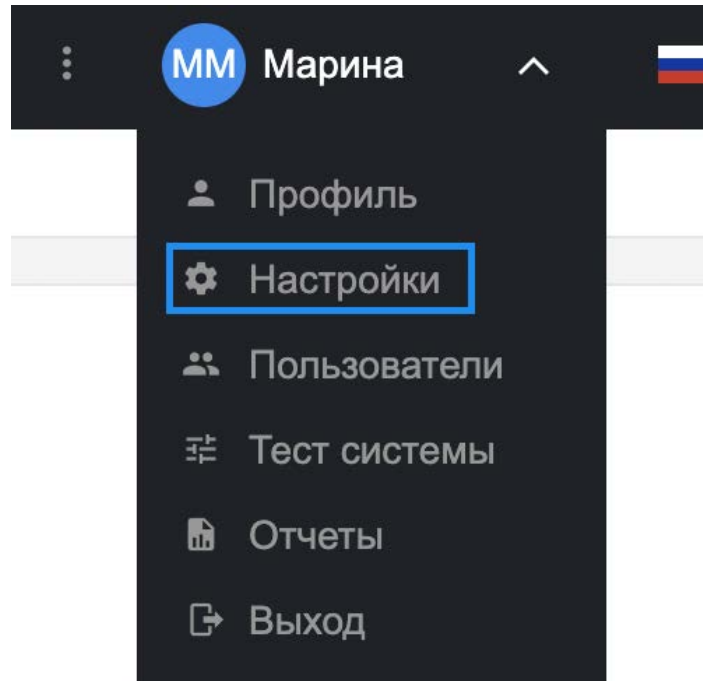 ММ Марина
Профиль
Настройки
Пользователи
Тест системы
Отчеты
Выход